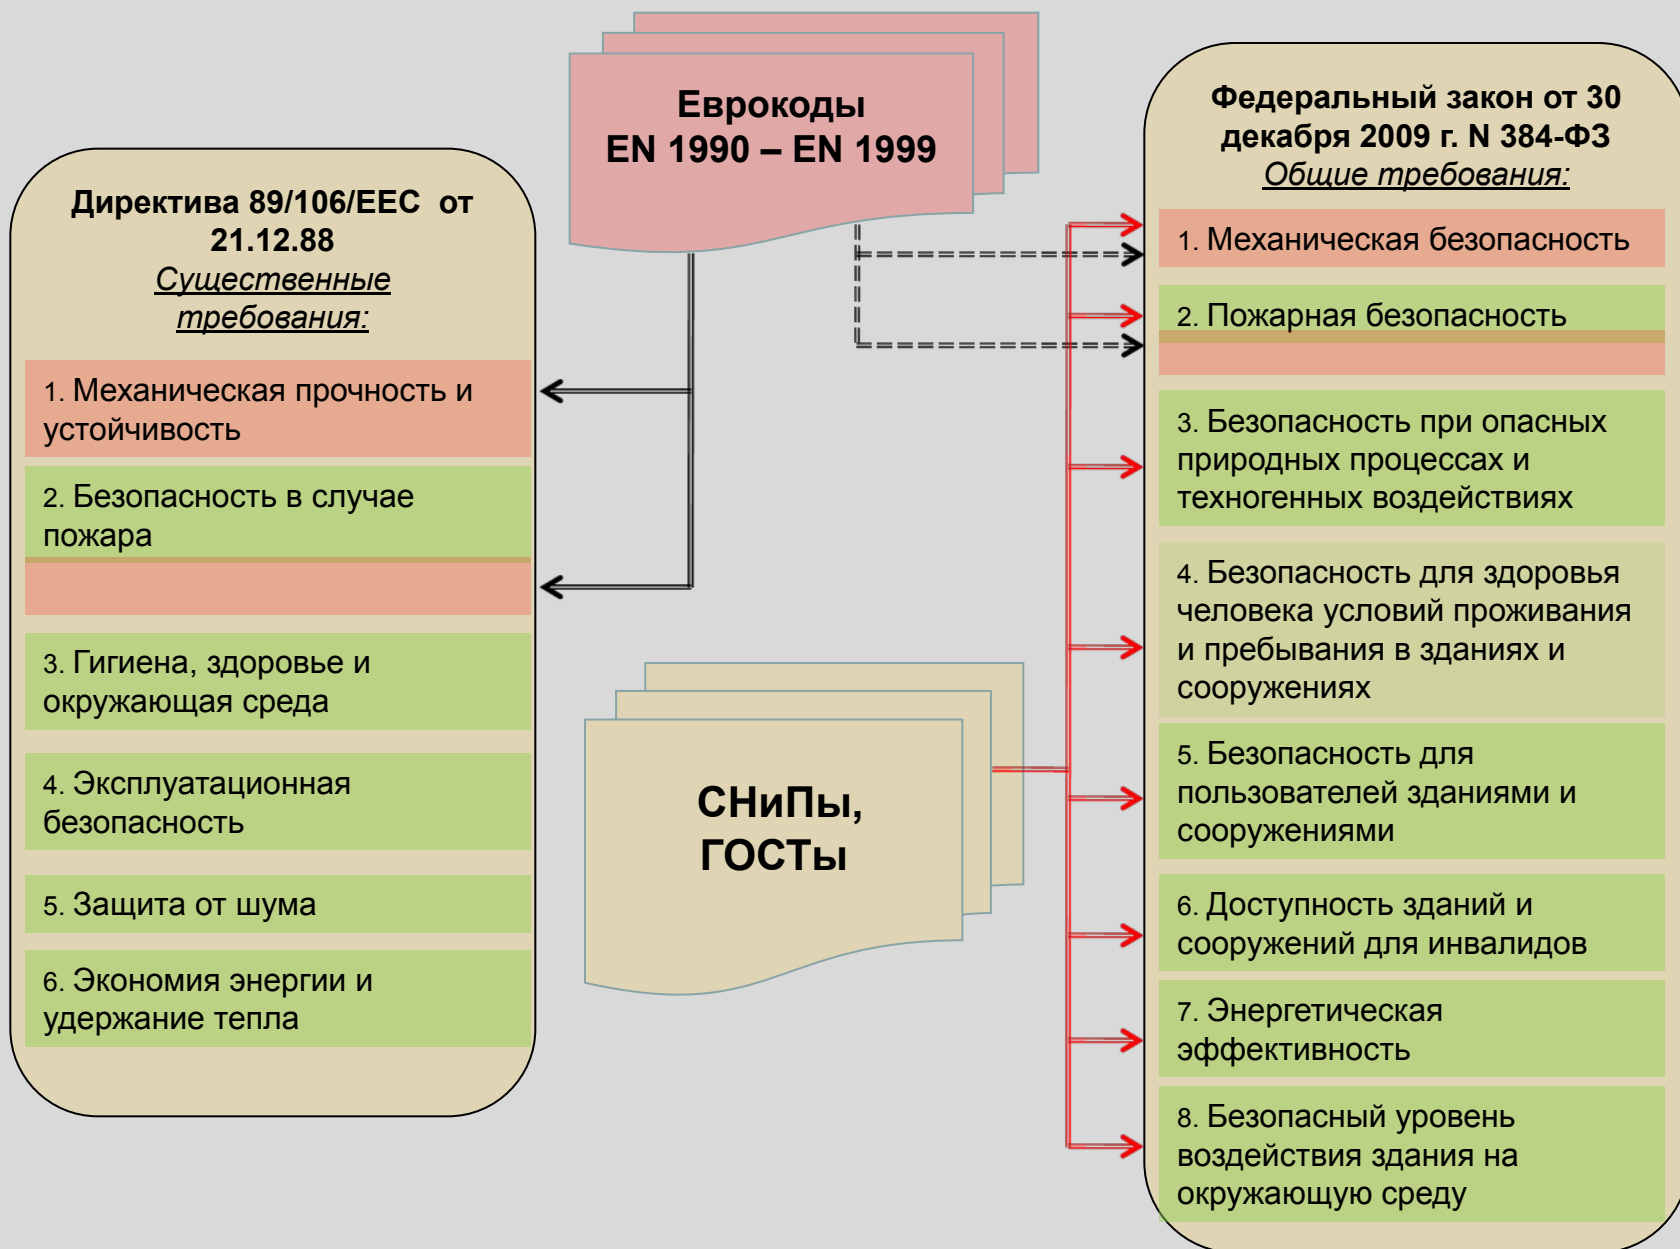 Еврокоды
EN 1990 – EN 1999
Директива 89/106/ЕЕС от
21.12.88
Существенные
требования:
1. Механическая прочность и
устойчивость
2. Безопасность в случае
пожара
3. Гигиена, здоровье и
окружающая среда
4. Эксплуатационная
безопасность
5. Защита от шума
6. Экономия энергии и
удержание тепла
СНиПы,
ГОСТы
Федеральный закон от 30
декабря 2009 г. N 384-ФЗ
Общие требования:
1. Механическая безопасность
2. Пожарная безопасность
3. Безопасность при опасных
природных процессах и
техногенных воздействиях
4. Безопасность для здоровья
человека условий проживания
и пребывания в зданиях и
сооружениях
5. Безопасность для
пользователей зданиями и
сооружениями
6. Доступность зданий и
сооружений для инвалидов
7. Энергетическая
эффективность
8. Безопасный уровень
воздействия здания на
окружающую среду